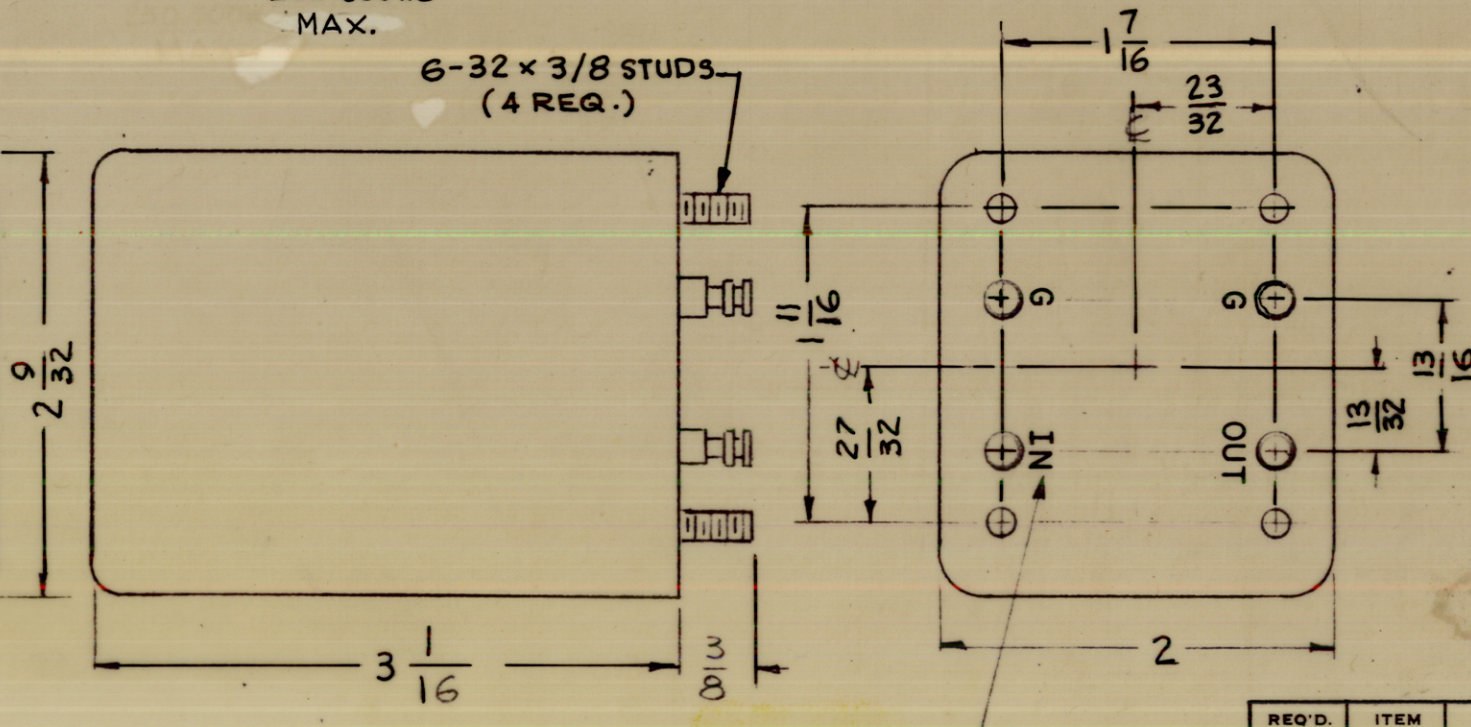 MAX.
6-32 x 3/8 STUDS
(4 REQ.)
1 7/16
23/32
2 9/32
1 11/16
27/32
G
G
IN
OUT
13/16
13/32
3 1/16
3/8
2
REQ'D. ITEM